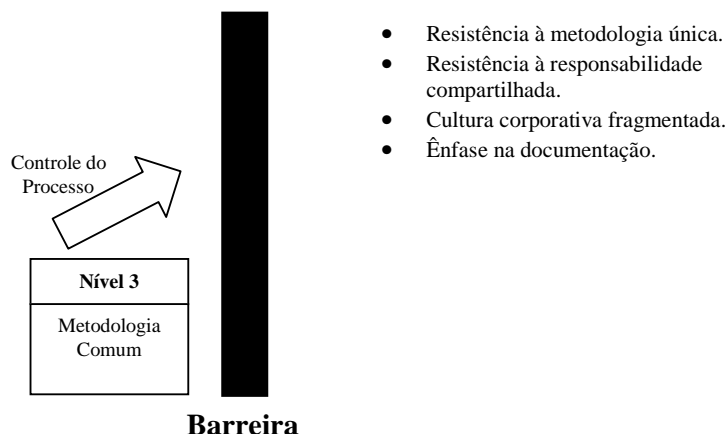 • Resistência à metodologia única.
• Resistência à responsabilidade
compartilhada.
• Cultura corporativa fragmentada.
• Ênfase na documentação.
Controle do
Processo
Nível 3
Metodologia
Comum
Barreira